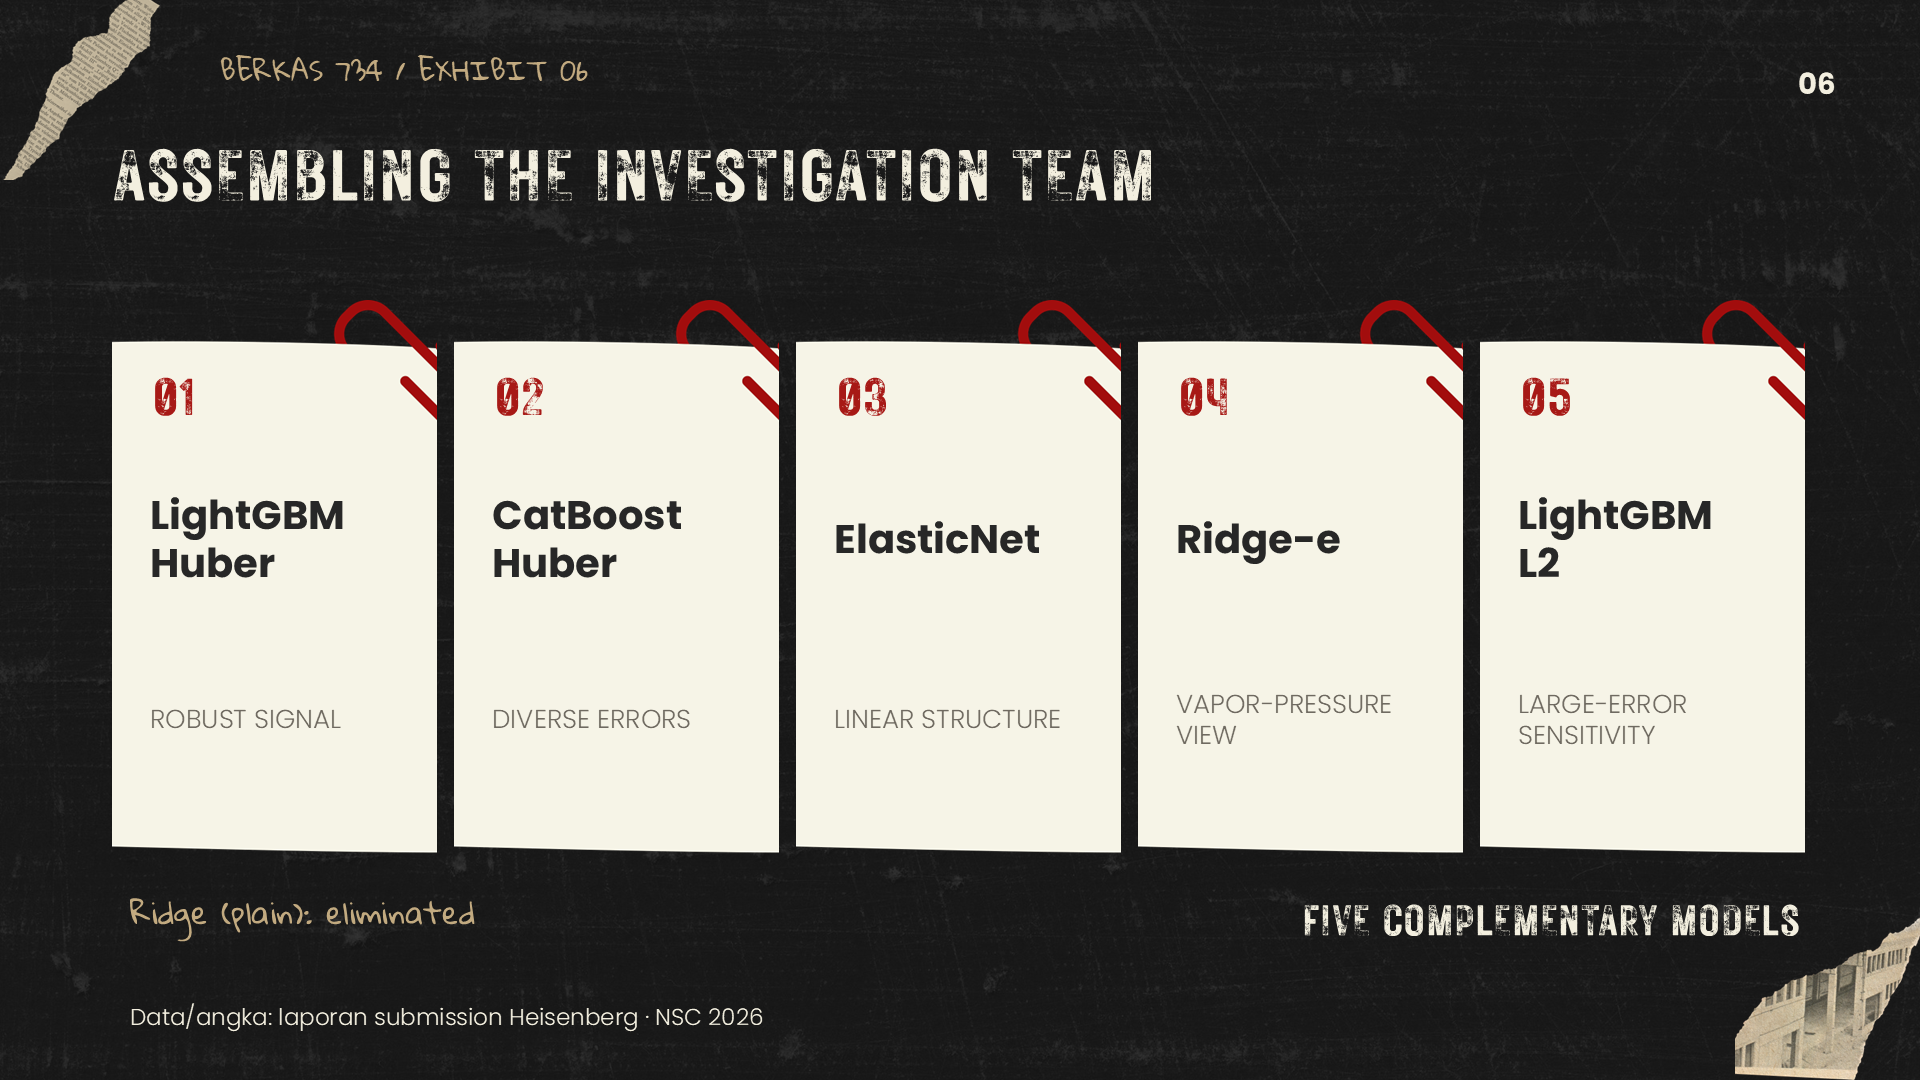 BERKAS 734 / EXHIBIT 06
06
ASSEMBLING THE INVESTIGATION TEAM
01
LightGBM
Huber
ROBUST SIGNAL
02
CatBoost
Huber
DIVERSE ERRORS
03
ElasticNet
LINEAR STRUCTURE
04
Ridge-e
VAPOR-PRESSURE
VIEW
05
LightGBM
L2
LARGE-ERROR
SENSITIVITY
Ridge (plain): eliminated
FIVE COMPLEMENTARY MODELS
Data/angka: laporan submission Heisenberg · NSC 2026